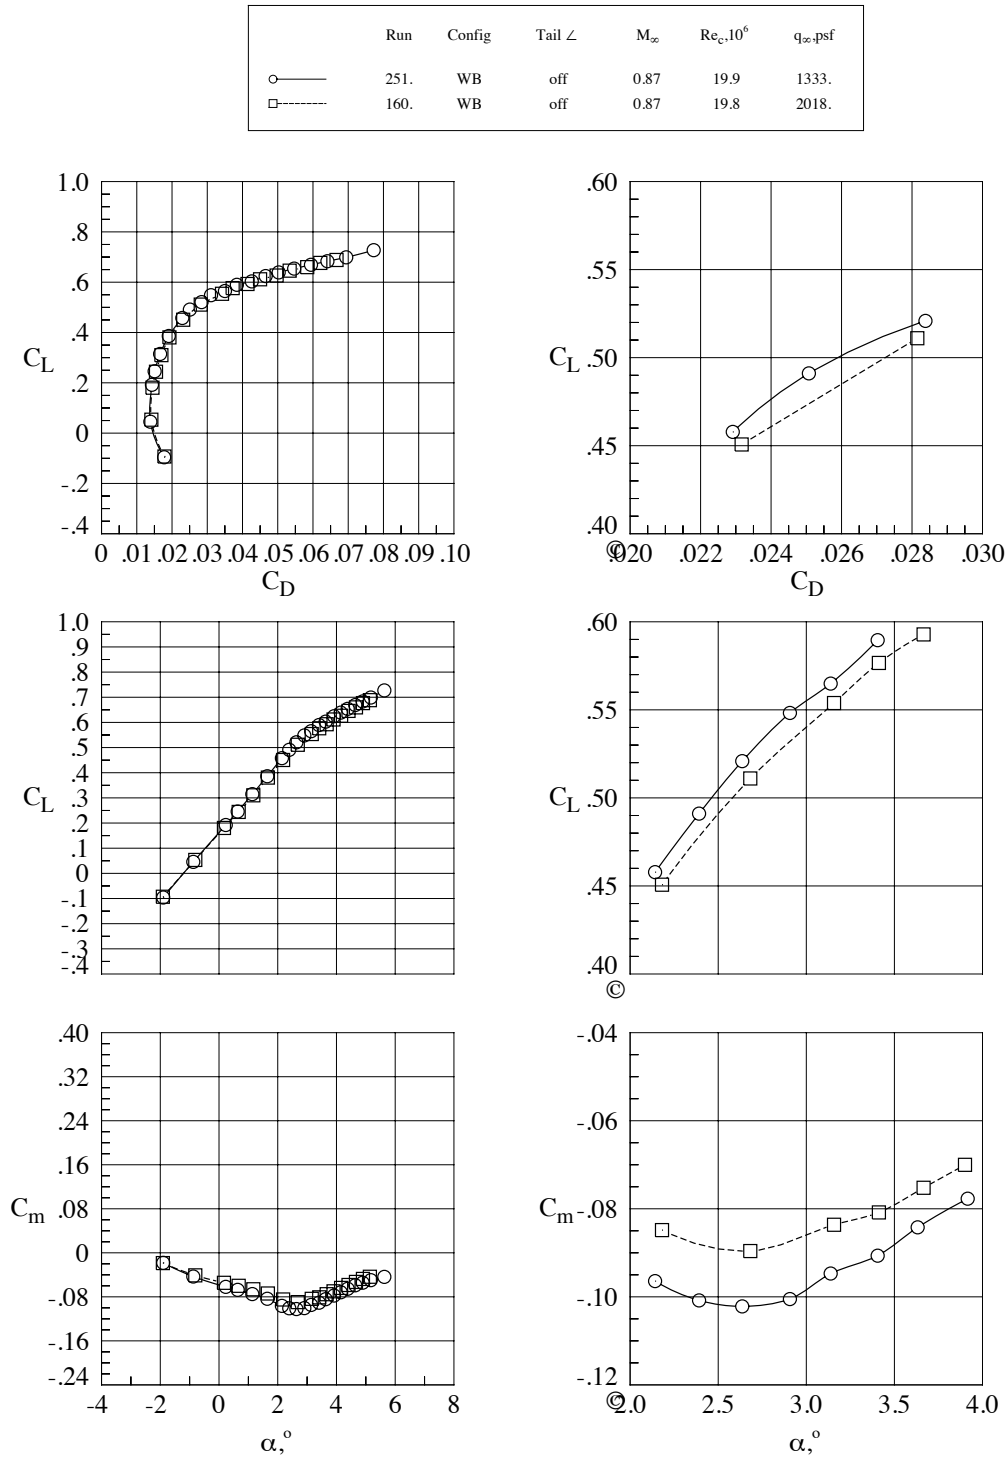 Run Config Tail ∠ M∞ Re_c,10⁶ q∞,psf
251. WB off 0.87 19.9 1333.
160. WB off 0.87 19.8 2018.
1.0
.8
.6
.4
.2
0
-.2
-.4
C_L
0 .01 .02 .03 .04 .05 .06 .07 .08 .09 .10
C_D
.60
.55
.50
.45
.40
C_L
© .020 .022 .024 .026 .028 .030
C_D
1.0
.9
.8
.7
.6
.5
.4
.3
.2
.1
0
-.1
-.2
-.3
-.4
C_L
.60
.55
.50
.45
.40
C_L
©
.40
.32
.24
.16
.08
0
-.08
-.16
-.24
C_m
-4 -2 0 2 4 6 8
α,°
-.04
-.06
-.08
-.10
-.12
C_m
© 2.0 2.5 3.0 3.5 4.0
α,°